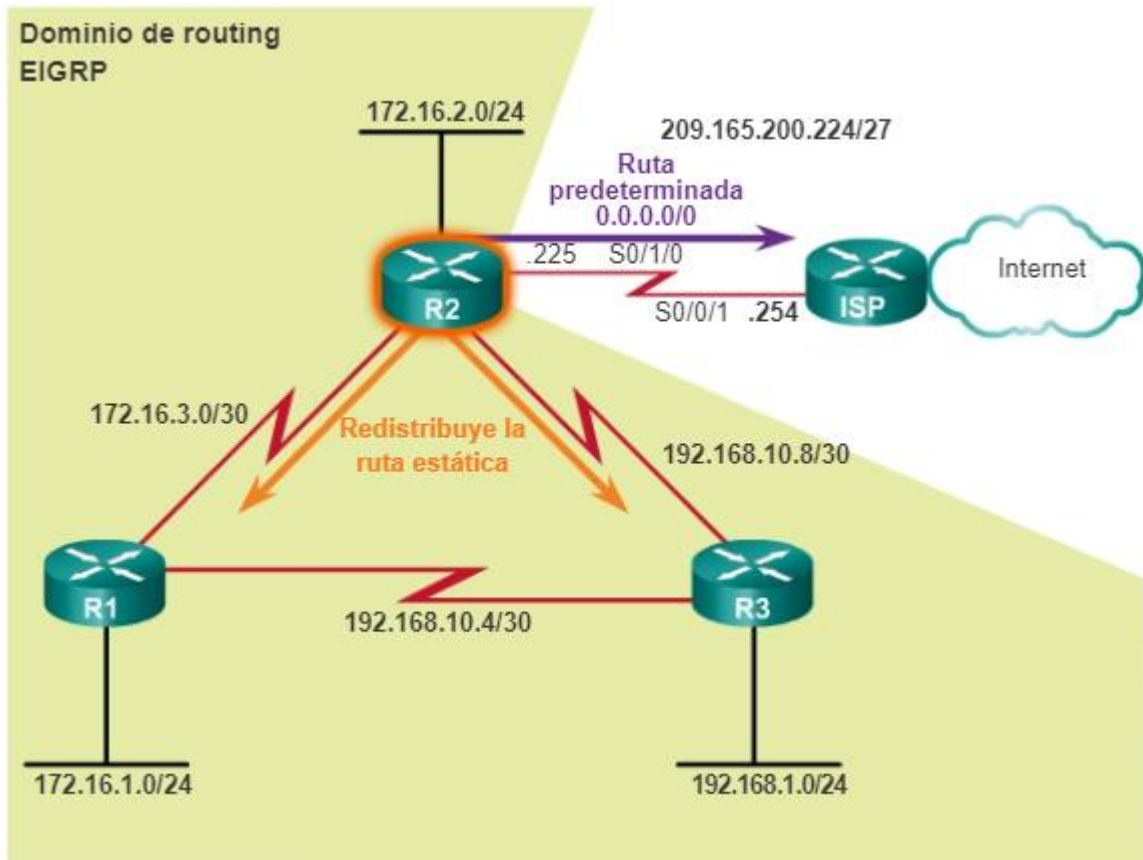 Dominio de routing
EIGRP
172.16.2.0/24
209.165.200.224/27
Ruta
predeterminada
0.0.0.0/0
.225 S0/1/0
Internet
R2
S0/0/1 .254
ISP
172.16.3.0/30
Redistribuye la
ruta estática
192.168.10.8/30
R1
R3
192.168.10.4/30
172.16.1.0/24
192.168.1.0/24